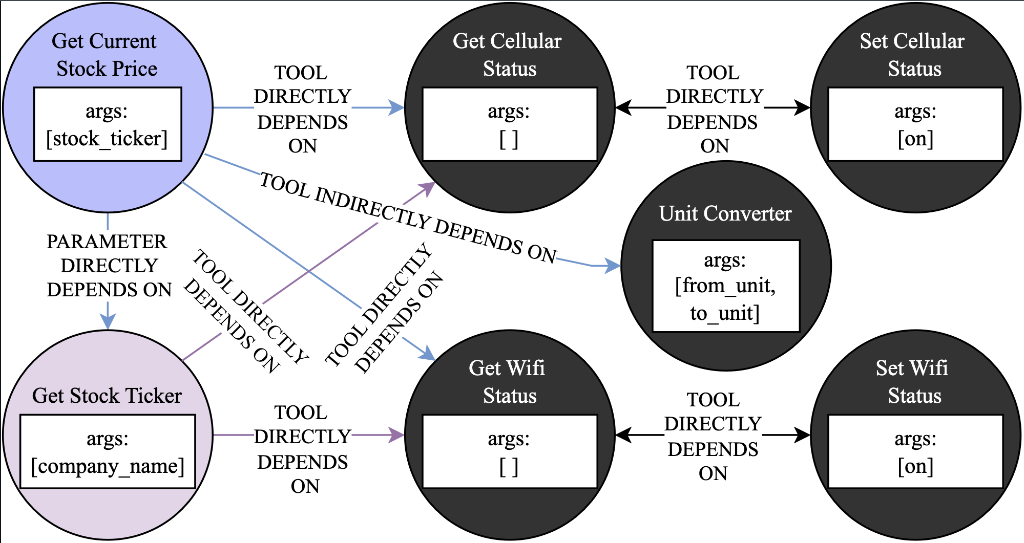 Get Current
Stock Price
args:
[stock_ticker]
TOOL
DIRECTLY
DEPENDS
ON
Get Cellular
Status
args:
[ ]
TOOL
DIRECTLY
DEPENDS
ON
Set Cellular
Status
args:
[on]
TOOL INDIRECTLY DEPENDS ON
Unit Converter
args:
[from_unit,
to_unit]
PARAMETER
DIRECTLY
DEPENDS ON
TOOL DIRECTLY
DEPENDS ON
TOOL DIRECTLY
DEPENDS ON
Get Stock Ticker
args:
[company_name]
TOOL
DIRECTLY
DEPENDS
ON
Get Wifi
Status
args:
[ ]
TOOL
DIRECTLY
DEPENDS
ON
Set Wifi
Status
args:
[on]